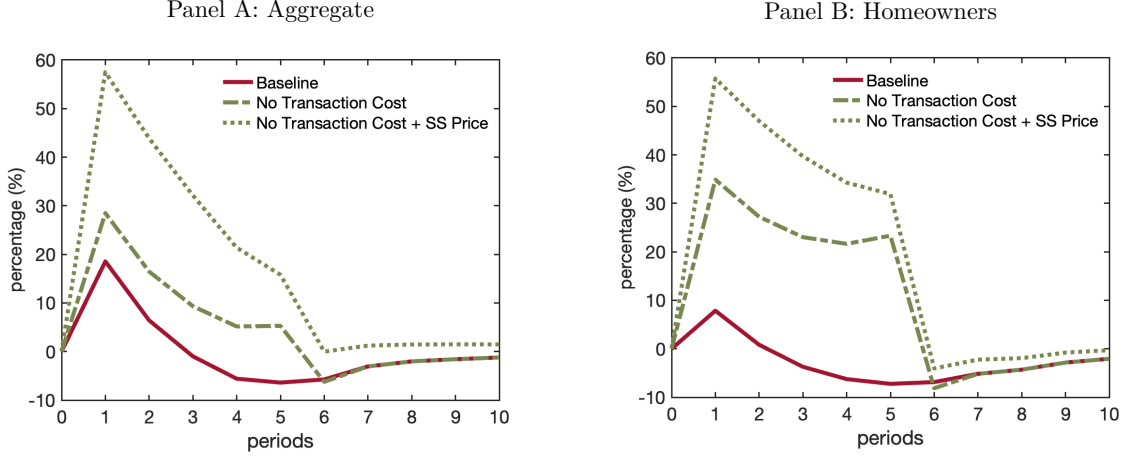 Panel A: Aggregate
60
50
40
30
20
10
0
-10
percentage (%)
Baseline
No Transaction Cost
No Transaction Cost + SS Price
0 1 2 3 4 5 6 7 8 9 10
periods
Panel B: Homeowners
60
50
40
30
20
10
0
-10
percentage (%)
Baseline
No Transaction Cost
No Transaction Cost + SS Price
0 1 2 3 4 5 6 7 8 9 10
periods